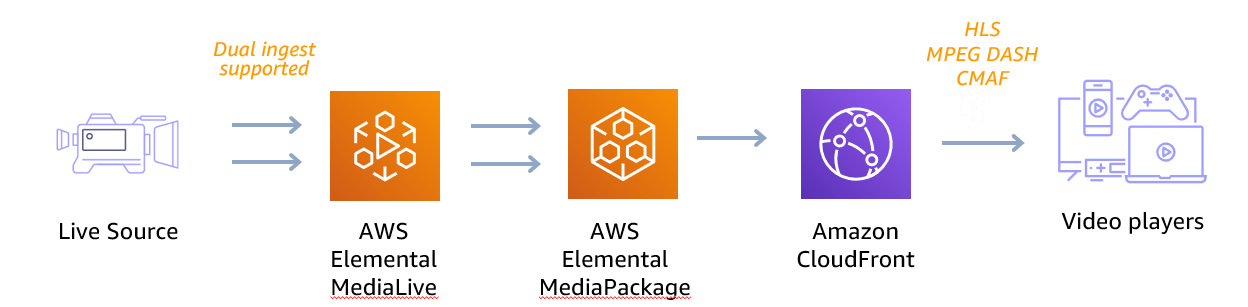 Dual ingest
supported
HLS
MPEG DASH
CMAF
Live Source
AWS
Elemental
MediaLive
AWS
Elemental
MediaPackage
Amazon
CloudFront
Video players